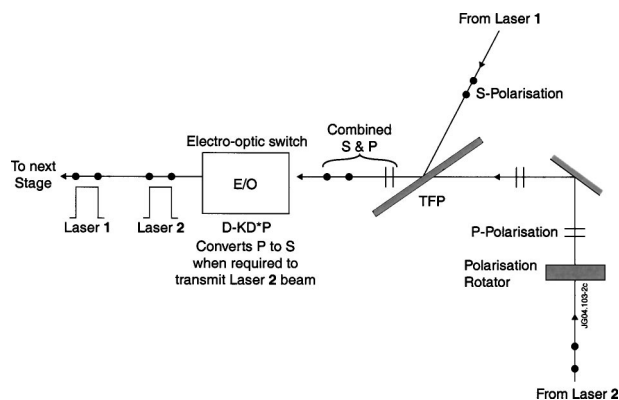 From Laser 1
S-Polarisation
Combined
S & P
Electro-optic switch
To next
Stage
E/O
TFP
Laser 1
Laser 2
D-KD*P
Converts P to S
when required to
transmit Laser 2 beam
P-Polarisation
Polarisation
Rotator
JG04.103-2c
From Laser 2